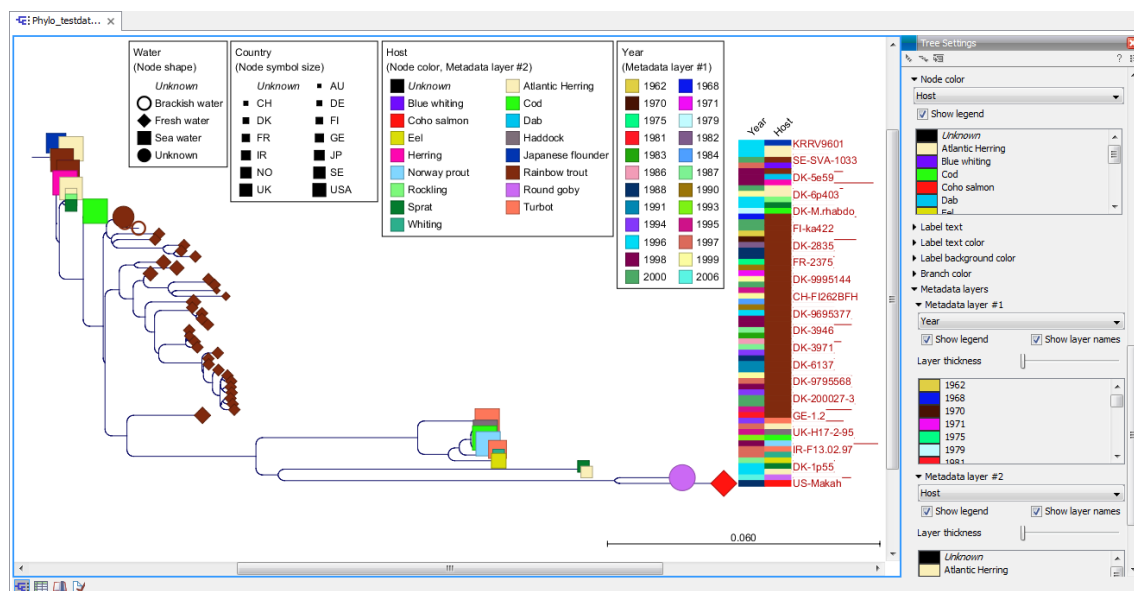 Phylo_testdat...
Water
(Node shape)
Unknown
Brackish water
Fresh water
Sea water
Unknown
Country
(Node symbol size)
Unknown AU
CH DE
DK FI
FR GE
IR JP
NO SE
UK USA
Host
(Node color, Metadata layer #2)
Unknown Atlantic Herring
Blue whiting Cod
Coho salmon Dab
Eel Haddock
Herring Japanese flounder
Norway prout Rainbow trout
Rockling Round goby
Sprat Turbot
Whiting
Year
(Metadata layer #1)
1962 1968
1970 1971
1975 1979
1981 1982
1983 1984
1986 1987
1988 1990
1991 1993
1994 1995
1996 1997
1998 1999
2000 2006
Year Host
KRRV9601
SE-SVA-1033
DK-5e59
DK-6p403
DK-M.rhabdo
FI-ka422
DK-2835
FR-2375
DK-9995144
CH-FI262BFH
DK-9695377
DK-3946
DK-3971
DK-6137
DK-9795568
DK-200027-3
GE-1.2
UK-H17-2-95
IR-F13.02.97
DK-1p55
US-Makah
0.060
Tree Settings
?
Node color
Host
Show legend
Unknown
Atlantic Herring
Blue whiting
Cod
Coho salmon
Dab
Eel
Label text
Label text color
Label background color
Branch color
Metadata layers
Metadata layer #1
Year
Show legend Show layer names
Layer thickness
1962
1968
1970
1971
1975
1979
1981
Metadata layer #2
Host
Show legend Show layer names
Layer thickness
Unknown
Atlantic Herring